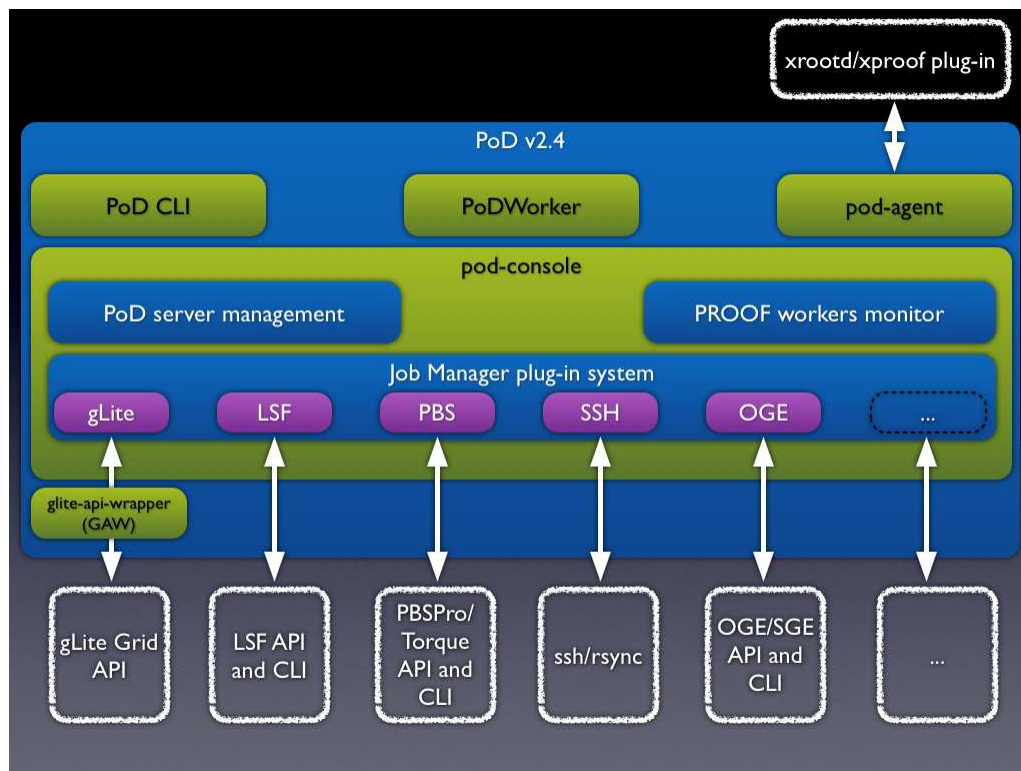 xrootd/xproof plug-in
PoD v2.4
PoD CLI
PoDWorker
pod-agent
pod-console
PoD server management
PROOF workers monitor
Job Manager plug-in system
gLite
LSF
PBS
SSH
OGE
...
glite-api-wrapper
(GAW)
gLite Grid
API
LSF API
and CLI
PBSPro/
Torque
API and
CLI
ssh/rsync
OGE/SGE
API and
CLI
...